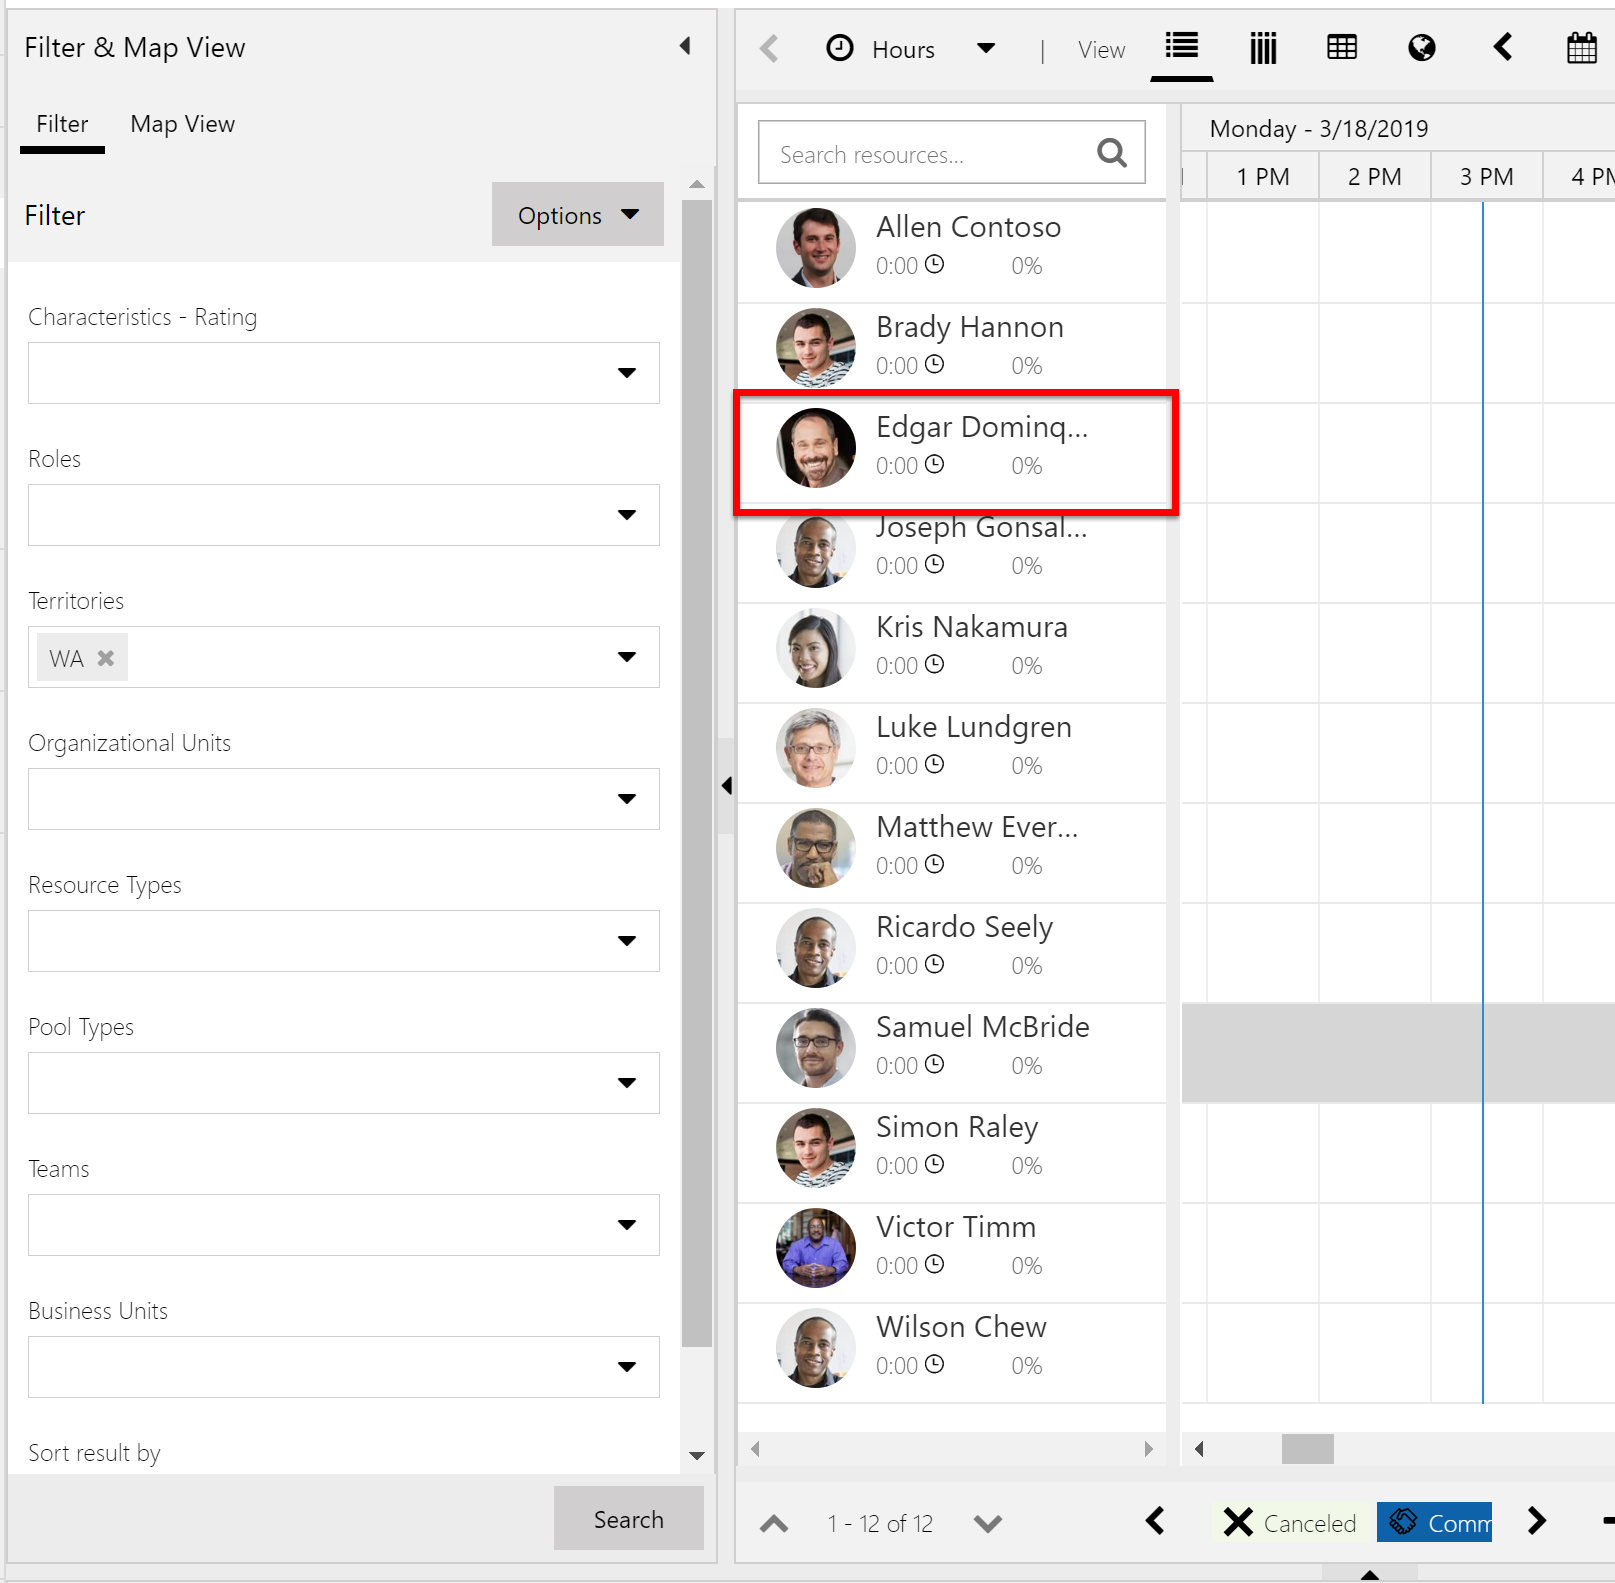 Filter & Map View
Filter
Map View
Filter
Options
Characteristics - Rating
Roles
Territories
WA
Organizational Units
Resource Types
Pool Types
Teams
Business Units
Sort result by
Search
Hours
|
View
Search resources...
Monday - 3/18/2019
1 PM
2 PM
3 PM
4 PM
Allen Contoso
0:00 0%
Brady Hannon
0:00 0%
Edgar Dominq...
0:00 0%
Joseph Gonsal...
0:00 0%
Kris Nakamura
0:00 0%
Luke Lundgren
0:00 0%
Matthew Ever...
0:00 0%
Ricardo Seely
0:00 0%
Samuel McBride
0:00 0%
Simon Raley
0:00 0%
Victor Timm
0:00 0%
Wilson Chew
0:00 0%
1 - 12 of 12
Canceled
Comm